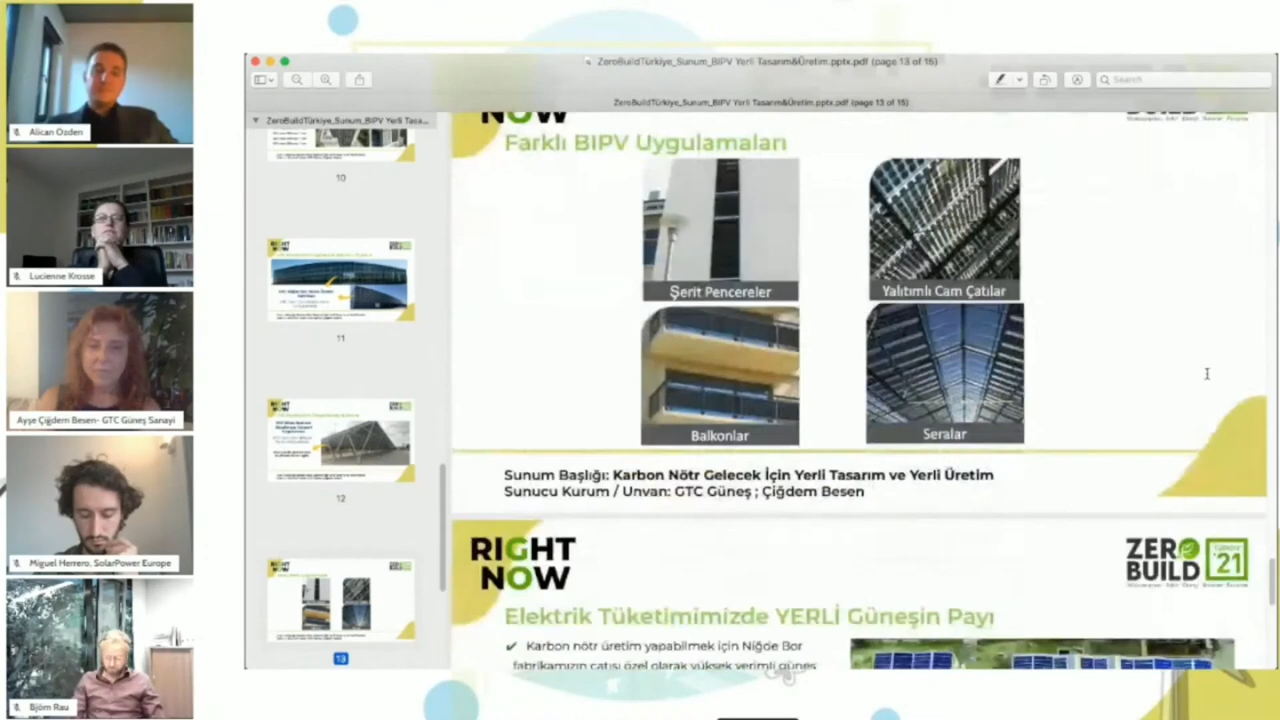 Alican Ozden
Lucienne Krosse
Ayşe Çiğdem Besen- GTC Güneş Sanayi
Miguel Herrero, SolarPower Europe
Björn Rau
ZeroBuildTürkiye_Sunum_BIPV Yerli Tasarım&Üretim.pptx.pdf (page 13 of 15)
Search
ZeroBuildTürkiye_Sunum_BIPV Yerli Tasarım&Üretim.pptx.pdf (page 13 of 15)
ZeroBuildTürkiye_Sunum_BIPV Yerli Tasa...
10
11
12
13
NOW
Farklı BIPV Uygulamaları
Şerit Pencereler
Yalıtımlı Cam Çatılar
Balkonlar
Seralar
Sunum Başlığı: Karbon Nötr Gelecek İçin Yerli Tasarım ve Yerli Üretim
Sunucu Kurum / Unvan: GTC Güneş ; Çiğdem Besen
RIGHT
NOW
ZERO
BUILD
'21
Elektrik Tüketimimizde YERLİ Güneşin Payı
✔ Karbon nötr üretim yapabilmek için Niğde Bor
fabrikamızın çatısı özel olarak yüksek verimli güneş